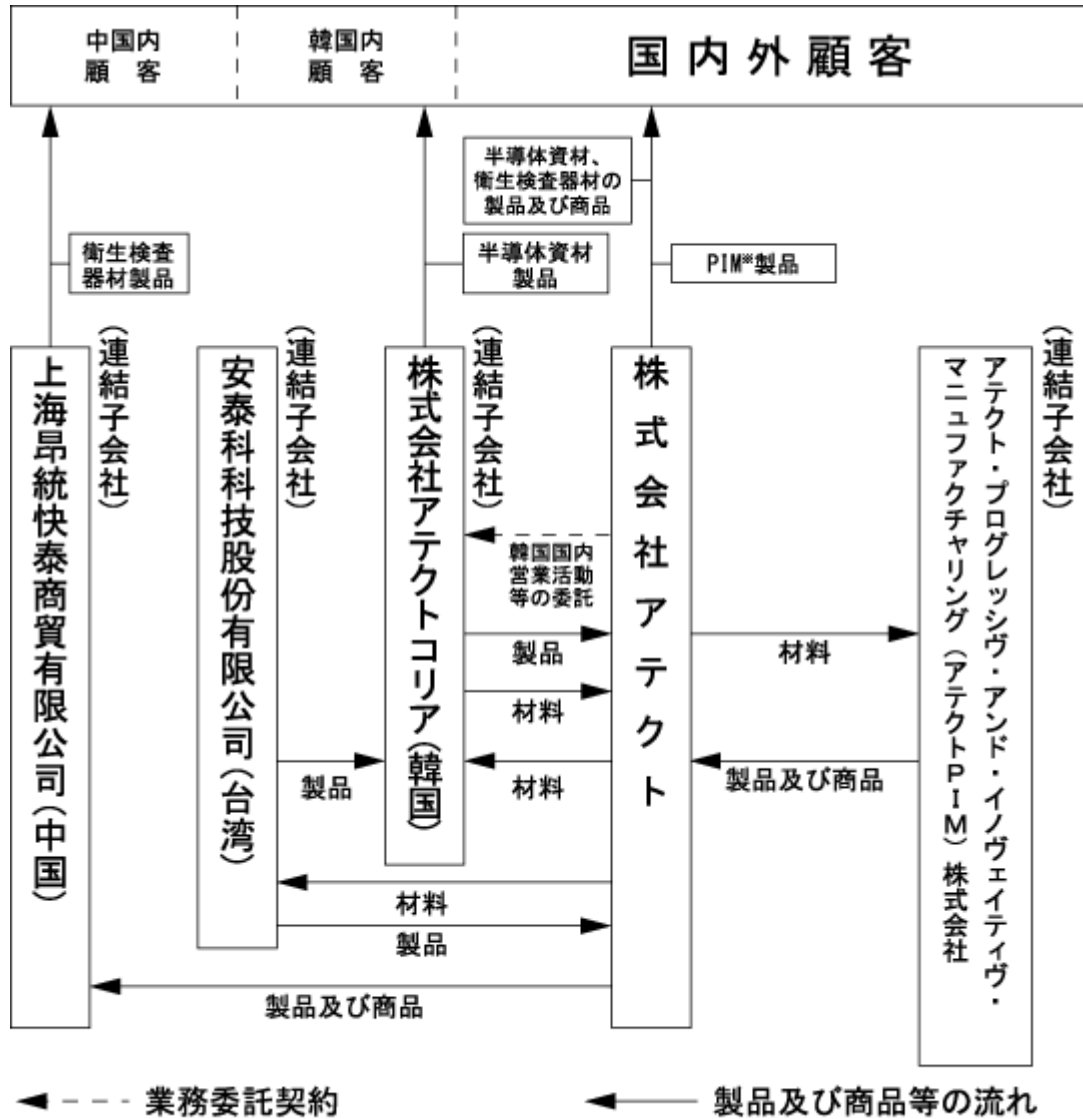 中国内
顧 客
韓国内
顧 客
国内外顧客
半導体資材、
衛生検査器材の
製品及び商品
衛生検査
器材製品
半導体資材
製品
PIM※製品
上海昂統快泰商貿有限公司(中国)
(連結子会社)
安泰科科技股份有限公司(台湾)
(連結子会社)
株式会社アテクトコリア(韓国)
(連結子会社)
株式会社アテクト
アテクト・プログレッシヴ・アンド・イノヴェイティヴ・
マニュファクチャリング(アテクトPIM)株式会社
(連結子会社)
韓国国内
営業活動
等の委託
製品
材料
材料
製品
材料
製品及び商品
材料
製品
製品及び商品
業務委託契約
製品及び商品等の流れ